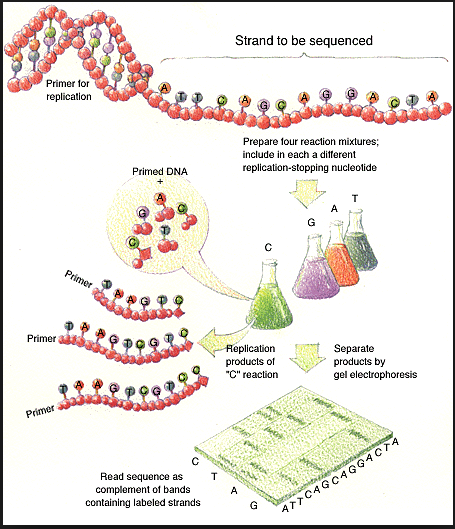 Strand to be sequenced
Primer for
replication
A T T C A G C A G G A C T A
Prepare four reaction mixtures;
include in each a different
replication-stopping nucleotide
Primed DNA
+
A
G C
T
C
C G A T
Primer T A A G T C
Primer T A A G T C G T C
Primer T A A G T C G T C C
Replication
products of
"C" reaction
Separate
products by
gel electrophoresis
C T A G
ATTCAGCAGGACTA
Read sequence as
complement of bands
containing labeled strands